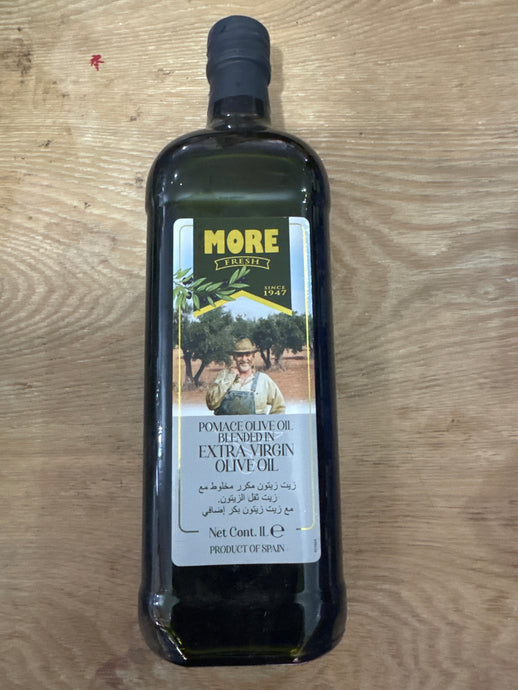 MORE
FRESH
SINCE
1947
POMACE OLIVE OIL
BLENDED IN
EXTRA VIRGIN
OLIVE OIL
زيت زيتون مكرر مخلوط مع
زيت ثفل الزيتون.
مع زيت زيتون بكر إضافي
Net Cont. 1L ℮
PRODUCT OF SPAIN